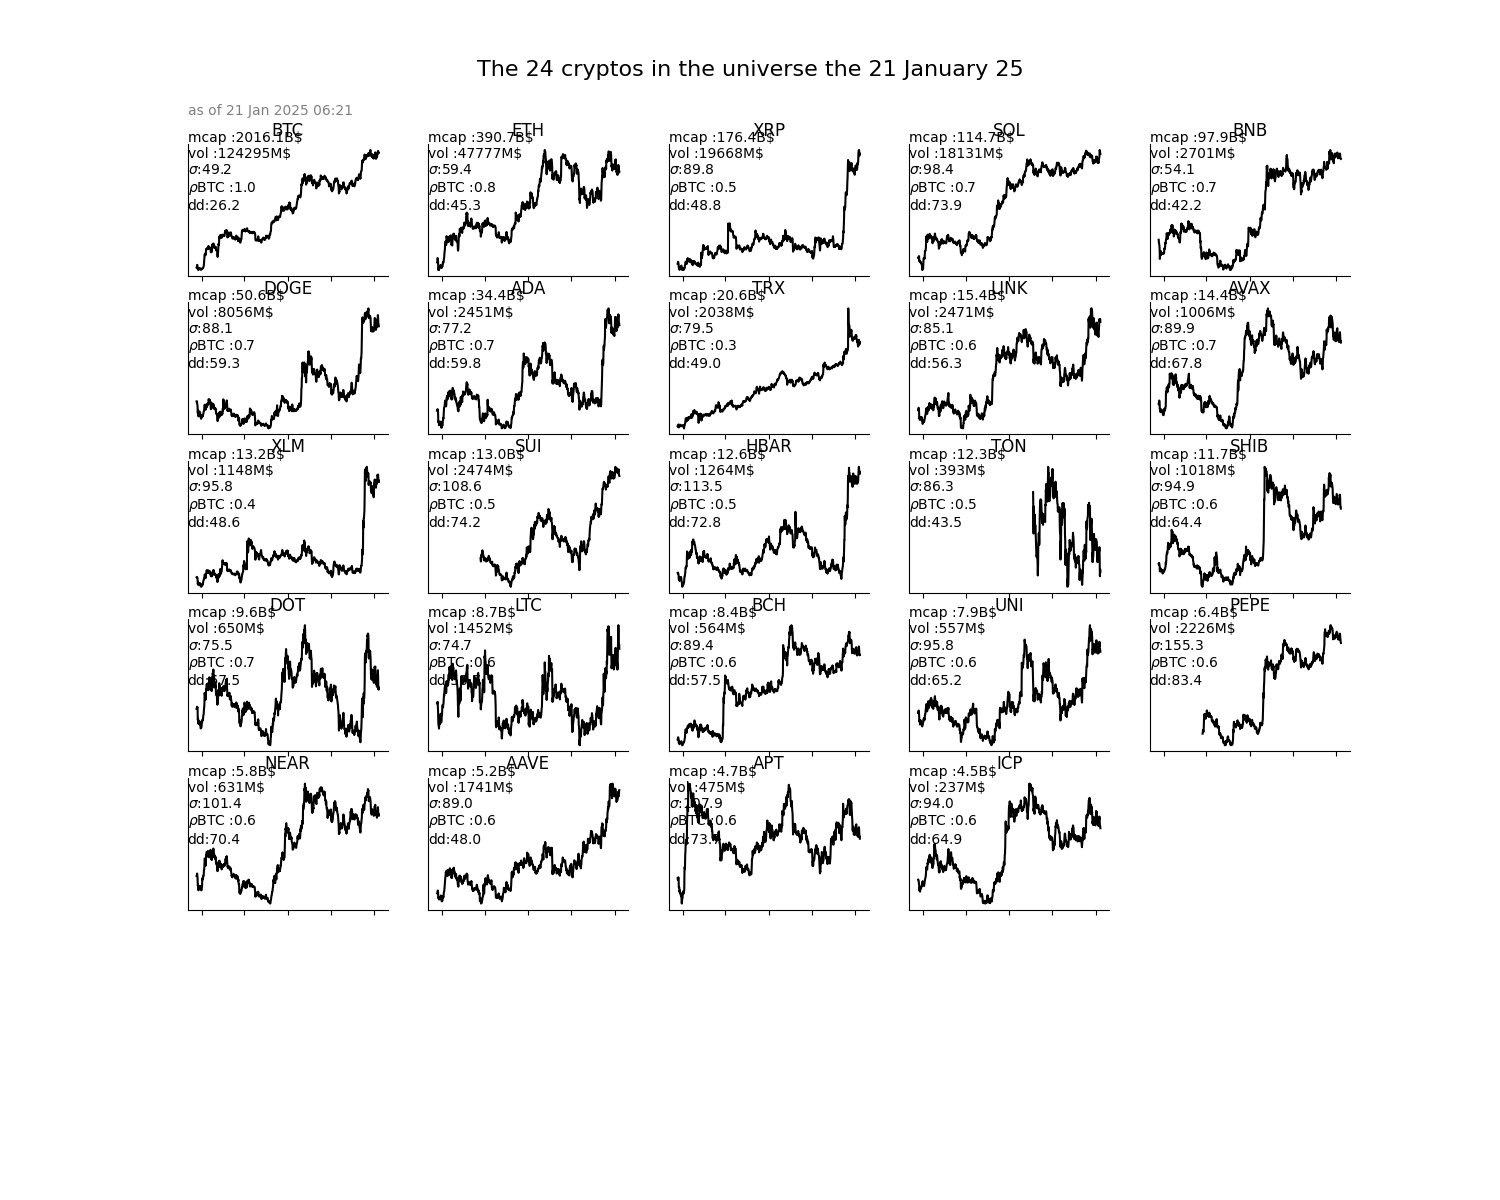 The 24 cryptos in the universe the 21 January 25
as of 21 Jan 2025 06:21
BTC
mcap :2016.1B$
vol :124295M$
σ:49.2
ρBTC :1.0
dd:26.2
ETH
mcap :390.7B$
vol :47777M$
σ:59.4
ρBTC :0.8
dd:45.3
XRP
mcap :176.4B$
vol :19668M$
σ:89.8
ρBTC :0.5
dd:48.8
SOL
mcap :114.7B$
vol :18131M$
σ:98.4
ρBTC :0.7
dd:73.9
BNB
mcap :97.9B$
vol :2701M$
σ:54.1
ρBTC :0.7
dd:42.2
DOGE
mcap :50.6B$
vol :8056M$
σ:88.1
ρBTC :0.7
dd:59.3
ADA
mcap :34.4B$
vol :2451M$
σ:77.2
ρBTC :0.7
dd:59.8
TRX
mcap :20.6B$
vol :2038M$
σ:79.5
ρBTC :0.3
dd:49.0
LINK
mcap :15.4B$
vol :2471M$
σ:85.1
ρBTC :0.6
dd:56.3
AVAX
mcap :14.4B$
vol :1006M$
σ:89.9
ρBTC :0.7
dd:67.8
XLM
mcap :13.2B$
vol :1148M$
σ:95.8
ρBTC :0.4
dd:48.6
SUI
mcap :13.0B$
vol :2474M$
σ:108.6
ρBTC :0.5
dd:74.2
HBAR
mcap :12.6B$
vol :1264M$
σ:113.5
ρBTC :0.5
dd:72.8
TON
mcap :12.3B$
vol :393M$
σ:86.3
ρBTC :0.5
dd:43.5
SHIB
mcap :11.7B$
vol :1018M$
σ:94.9
ρBTC :0.6
dd:64.4
DOT
mcap :9.6B$
vol :650M$
σ:75.5
ρBTC :0.7
LTC
mcap :8.7B$
vol :1452M$
σ:74.7
ρBTC :0.6
BCH
mcap :8.4B$
vol :564M$
σ:89.4
ρBTC :0.6
dd:57.5
UNI
mcap :7.9B$
vol :557M$
σ:95.8
ρBTC :0.6
dd:65.2
PEPE
mcap :6.4B$
vol :2226M$
σ:155.3
ρBTC :0.6
dd:83.4
NEAR
mcap :5.8B$
vol :631M$
σ:101.4
ρBTC :0.6
dd:70.4
AAVE
mcap :5.2B$
vol :1741M$
σ:89.0
ρBTC :0.6
dd:48.0
APT
mcap :4.7B$
vol :475M$
σ:107.9
ρBTC :0.6
ICP
mcap :4.5B$
vol :237M$
σ:94.0
ρBTC :0.6
dd:64.9